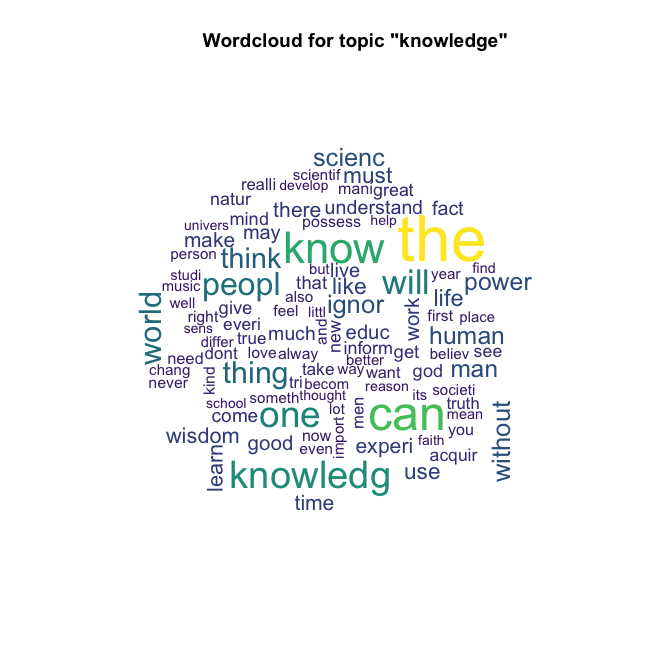 Wordcloud for topic "knowledge"
scienc
scientif must
realli develop mani great
natur there understand fact
univers mind possess help
make may know the
person think but live year find
studi peopl that like will power
music also ignor life
well give feel littl work first place
right everi much and new educ human
sens differ true inform get believ see
world dont love alway better
need take way want god man
chang thing tri becom reason its societi
never kind someth thought truth
school come one lot men can mean
wisdom good now import experi faith you without
learn even acquir
knowledg use
time